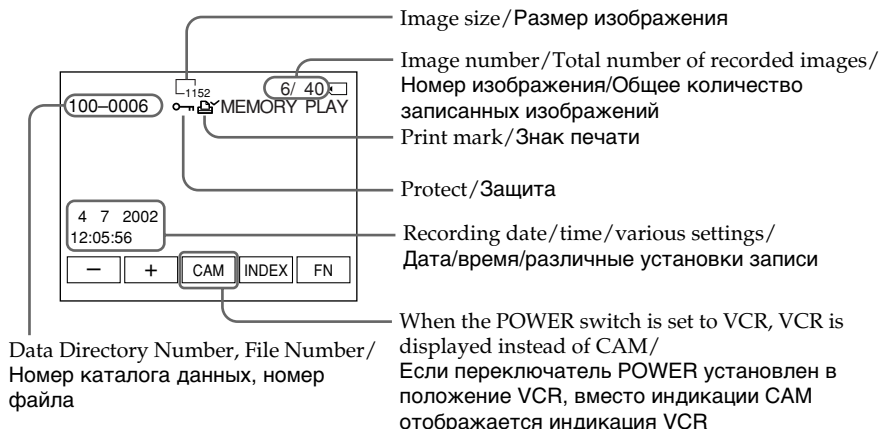 Image size/Размер изображения
Image number/Total number of recorded images/
Номер изображения/Общее количество
записанных изображений
Print mark/Знак печати
Protect/Защита
Recording date/time/various settings/
Дата/время/различные установки записи
When the POWER switch is set to VCR, VCR is
displayed instead of CAM/
Если переключатель POWER установлен в
положение VCR, вместо индикации CAM
отображается индикация VCR
1152
6/ 40
100–0006
MEMORY PLAY
4 7 2002
12:05:56
– + CAM INDEX FN
Data Directory Number, File Number/
Номер каталога данных, номер
файла